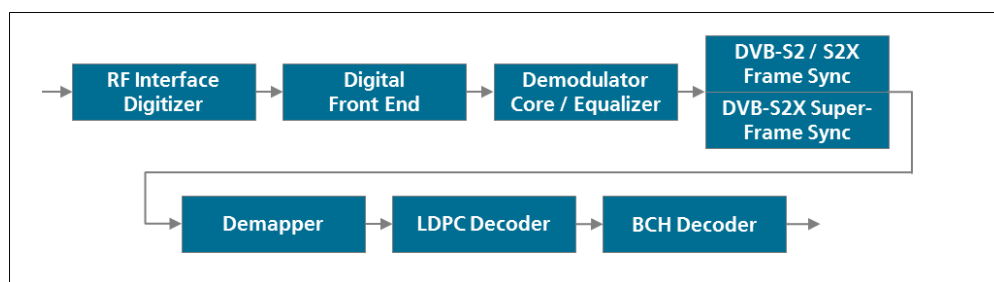 RF Interface
Digitizer
Digital
Front End
Demodulator
Core / Equalizer
DVB-S2 / S2X
Frame Sync
DVB-S2X Super-
Frame Sync
Demapper
LDPC Decoder
BCH Decoder